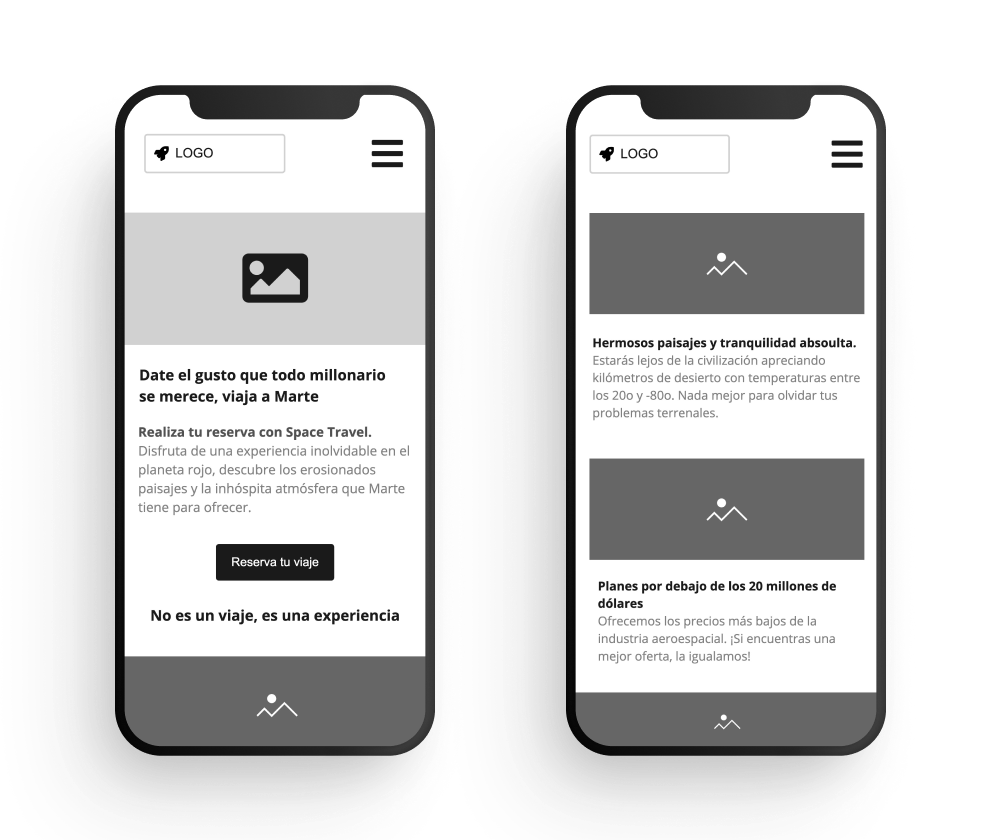 LOGO
Date el gusto que todo millonario
se merece, viaja a Marte
Realiza tu reserva con Space Travel.
Disfruta de una experiencia inolvidable en el
planeta rojo, descubre los erosionados
paisajes y la inhóspita atmósfera que Marte
tiene para ofrecer.
Reserva tu viaje
No es un viaje, es una experiencia
LOGO
Hermosos paisajes y tranquilidad absoulta.
Estarás lejos de la civilización apreciando
kilómetros de desierto con temperaturas entre
los 20o y -80o. Nada mejor para olvidar tus
problemas terrenales.
Planes por debajo de los 20 millones de
dólares
Ofrecemos los precios más bajos de la
industria aeroespacial. ¡Si encuentras una
mejor oferta, la igualamos!